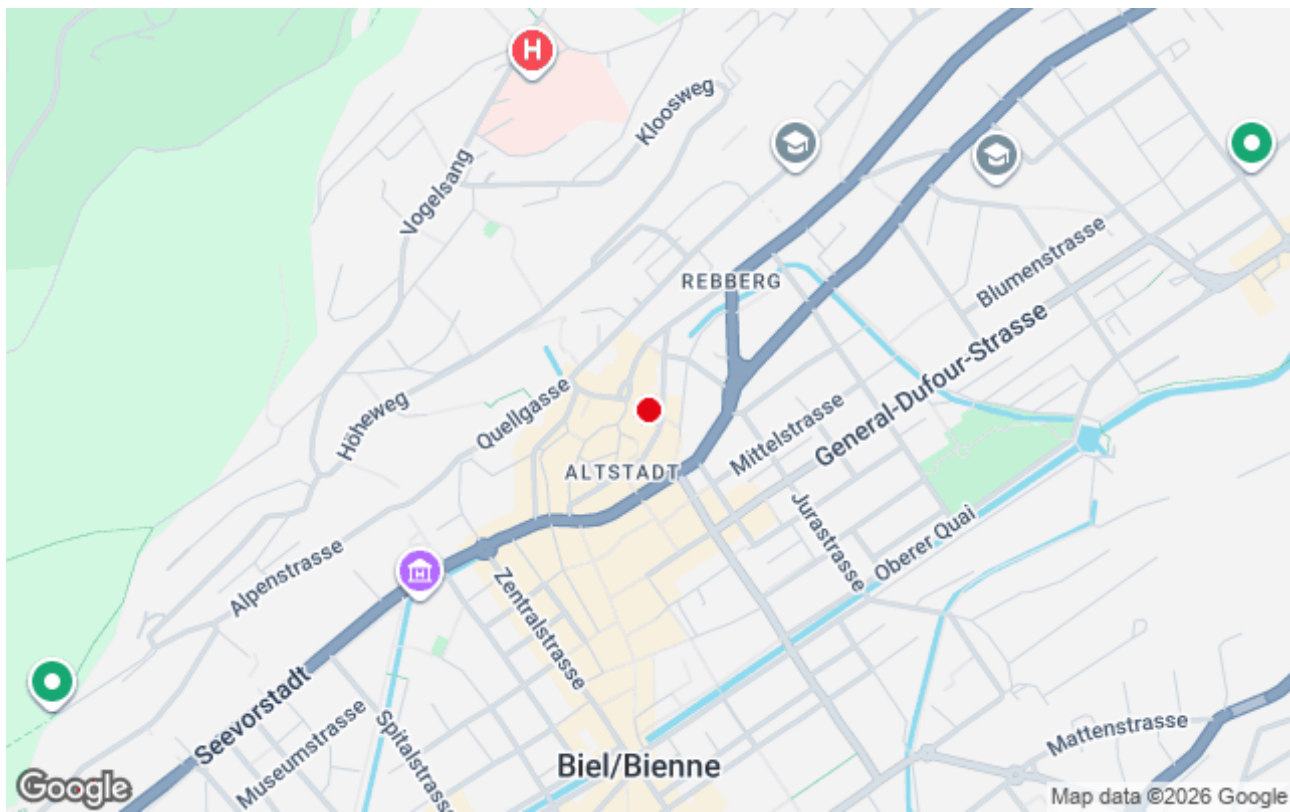 H
Kloosweg
Vogelsang
REBBERG
Blumenstrasse
General-Dufour-Strasse
Höheweg
Quellgasse
Mittelstrasse
ALTSTADT
Jurastrasse
Oberer Quai
Alpenstrasse
Zentralstrasse
Seevorstadt
Museumstrasse
Spitalstrasse
Mattenstrasse
Biel/Bienne
Google
Map data ©2026 Google